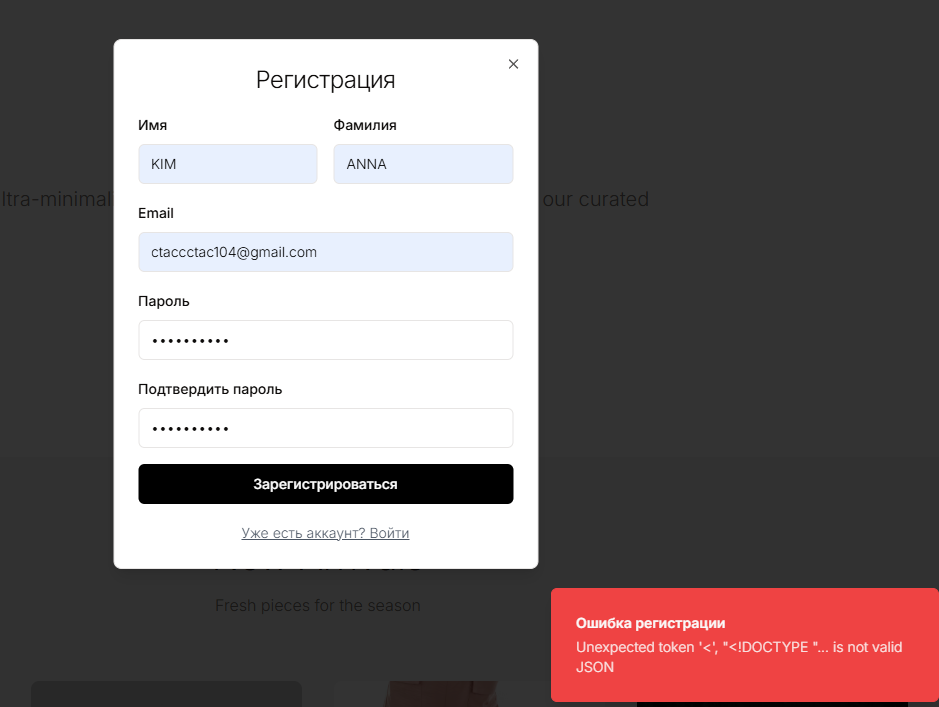 Регистрация
Имя
Фамилия
KIM
ANNA
ltra-minimal
our curated
Email
ctaccctac104@gmail.com
Пароль
••••••••••
Подтвердить пароль
••••••••••
Зарегистрироваться
Уже есть аккаунт? Войти
Fresh pieces for the season
Ошибка регистрации
Unexpected token '<', "<!DOCTYPE "... is not valid
JSON